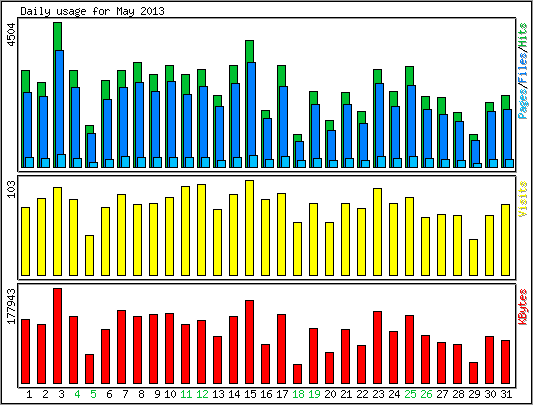 Daily usage for May 2013
4504
Pages/Files/Hits
103
Visits
177943
KBytes
1 2 3 4 5 6 7 8 9 10 11 12 13 14 15 16 17 18 19 20 21 22 23 24 25 26 27 28 29 30 31